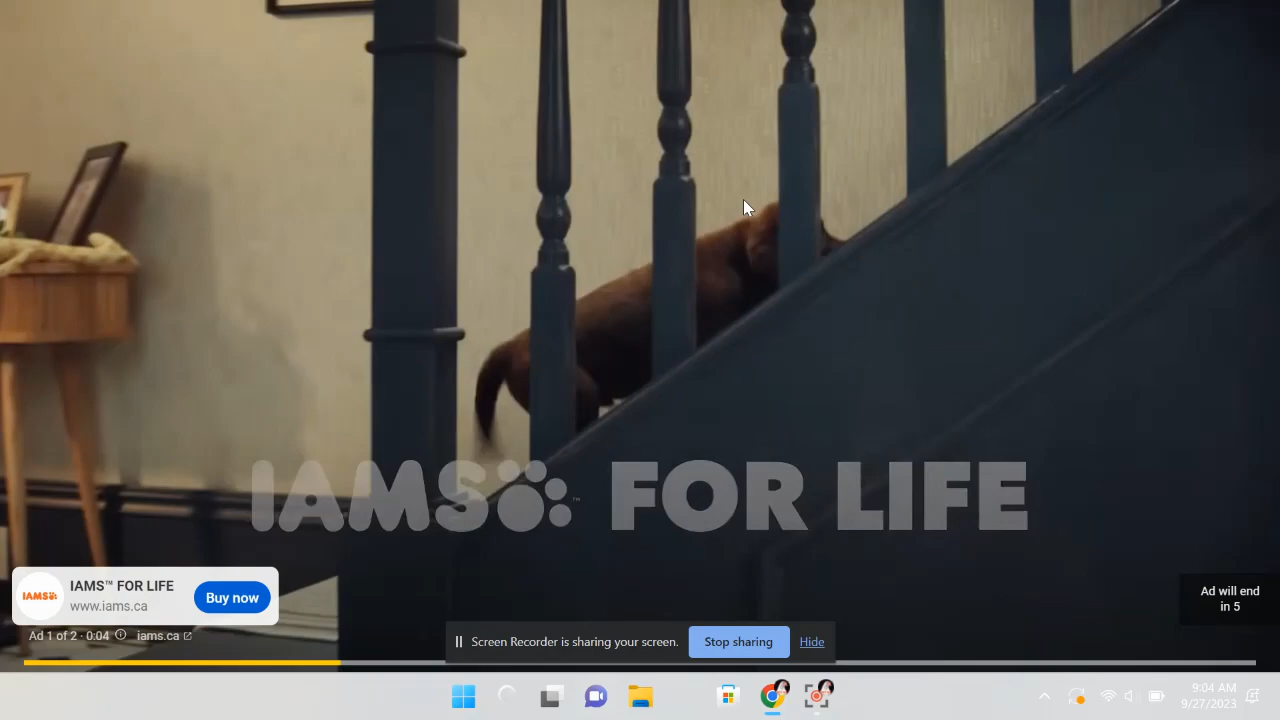 IAMS™ FOR LIFE
IAMS
IAMS™ FOR LIFE
www.iams.ca
Buy now
Ad will end
in 5
Ad 1 of 2 · 0:04
iams.ca
Screen Recorder is sharing your screen.
Stop sharing
Hide
9:04 AM
9/27/2023